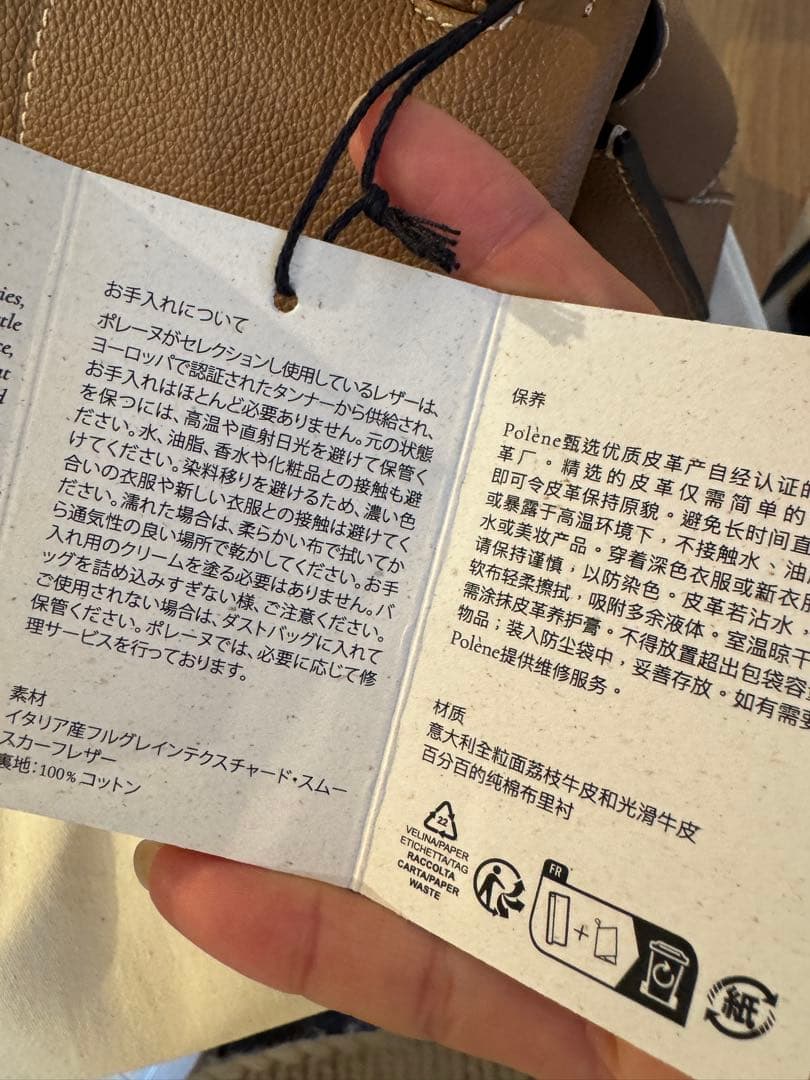 ies,
tle
お手入れについて
ポレーヌがセレクションし使用しているレザーは、
ヨーロッパで認証されたタンナーから供給され、
お手入れはほとんど必要ありません。元の状態
を保つには、高温や直射日光を避けて保管く
ださい。水、油脂、香水や化粧品との接触も避
けてください。染料移りを避けるため、濃い色
合いの衣服や新しい衣服との接触は避けてく
ださい。濡れた場合は、柔らかい布で拭いてか
ら通気性の良い場所で乾かしてください。お手
入れ用のクリームを塗る必要はありません。バ
ッグを詰め込みすぎない様、ご注意ください。
ご使用されない場合は、ダストバッグに入れて
保管ください。ポレーヌでは、必要に応じて修
理サービスを行っております。
素材
イタリア産フルグレインテクスチャード・スムー
スカーフレザー
裏地：100% コットン
保养
Polène甄选优质皮革产自经认证的
革厂。精选的皮革仅需简单的
即可令皮革保持原貌。避免长时间直
或暴露于高温环境下，不接触水、油
水或美妆产品。穿着深色衣服或新衣服
请保持谨慎，以防染色。皮革若沾水，
软布轻柔擦拭，吸附多余液体。室温晾干
需涂抹皮革养护膏。不得放置超出包袋容
物品；装入防尘袋中，妥善存放。如有需要
Polène提供维修服务。
材质
意大利全粒面荔枝牛皮和光滑牛皮
百分百的纯棉布里衬
22
VELINA/PAPER
ETICHETTA/TAG
RACCOLTA
CARTA/PAPER
WASTE
FR
+
紙